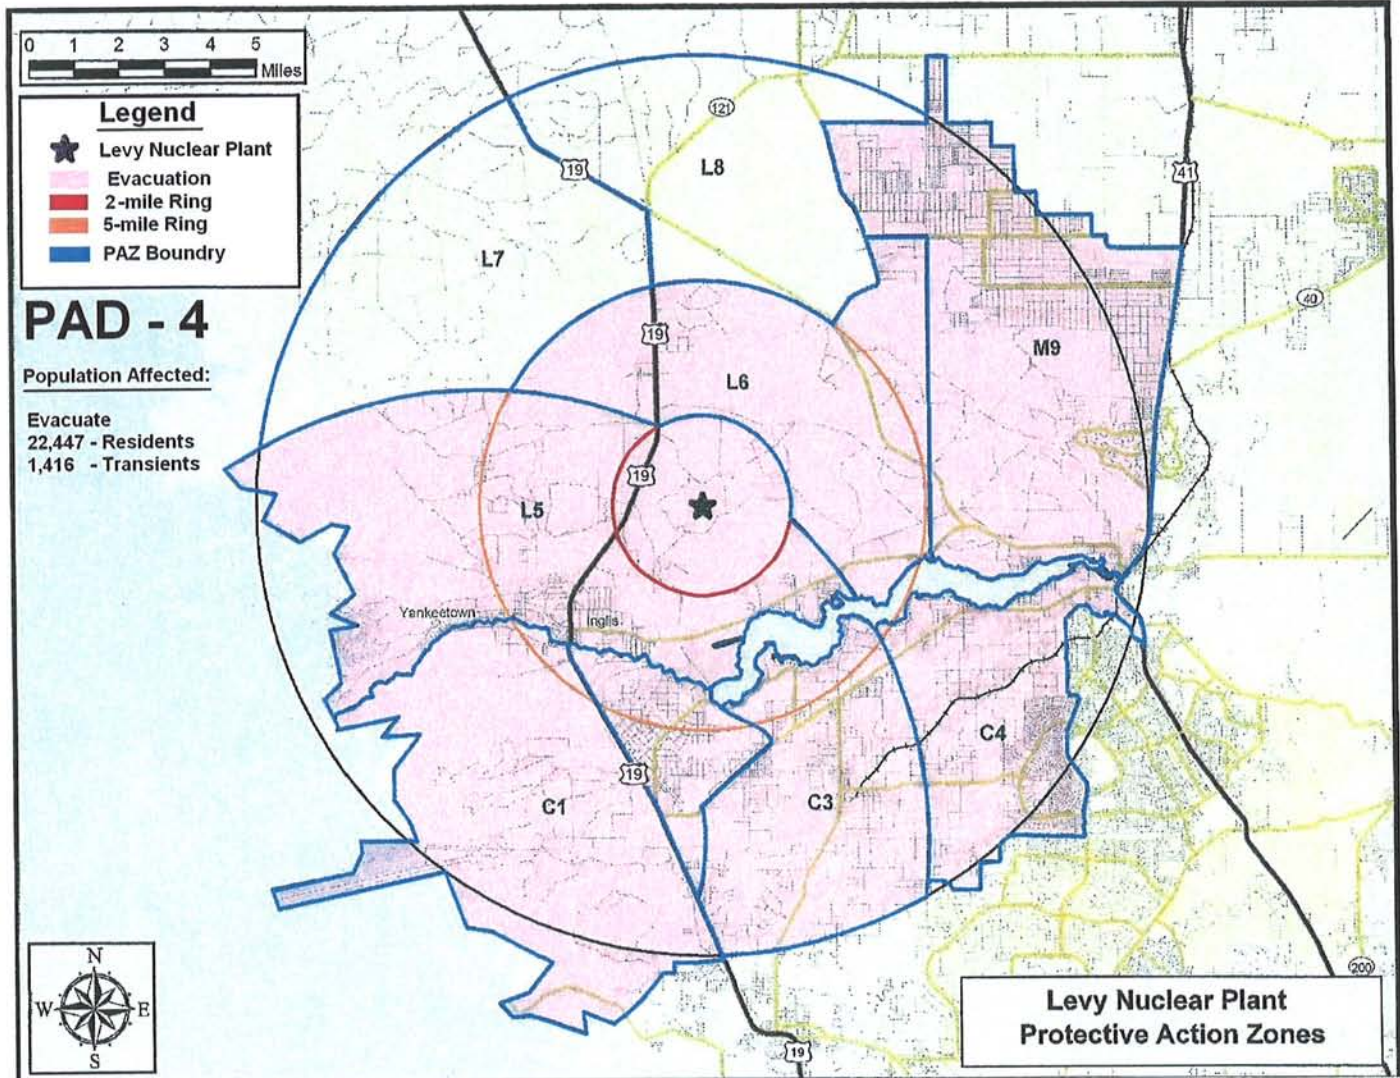 0 1 2 3 4 5
Miles
Legend
Levy Nuclear Plant
Evacuation
2-mile Ring
5-mile Ring
PAZ Boundry
PAD - 4
Population Affected:
Evacuate
22,447 - Residents
1,416 - Transients
121
19
L8
41
L7
40
19
M9
L6
19
L5
Yankeetown
Inglis
C4
19
C1
C3
N
W E
S
200
Levy Nuclear Plant
Protective Action Zones
19